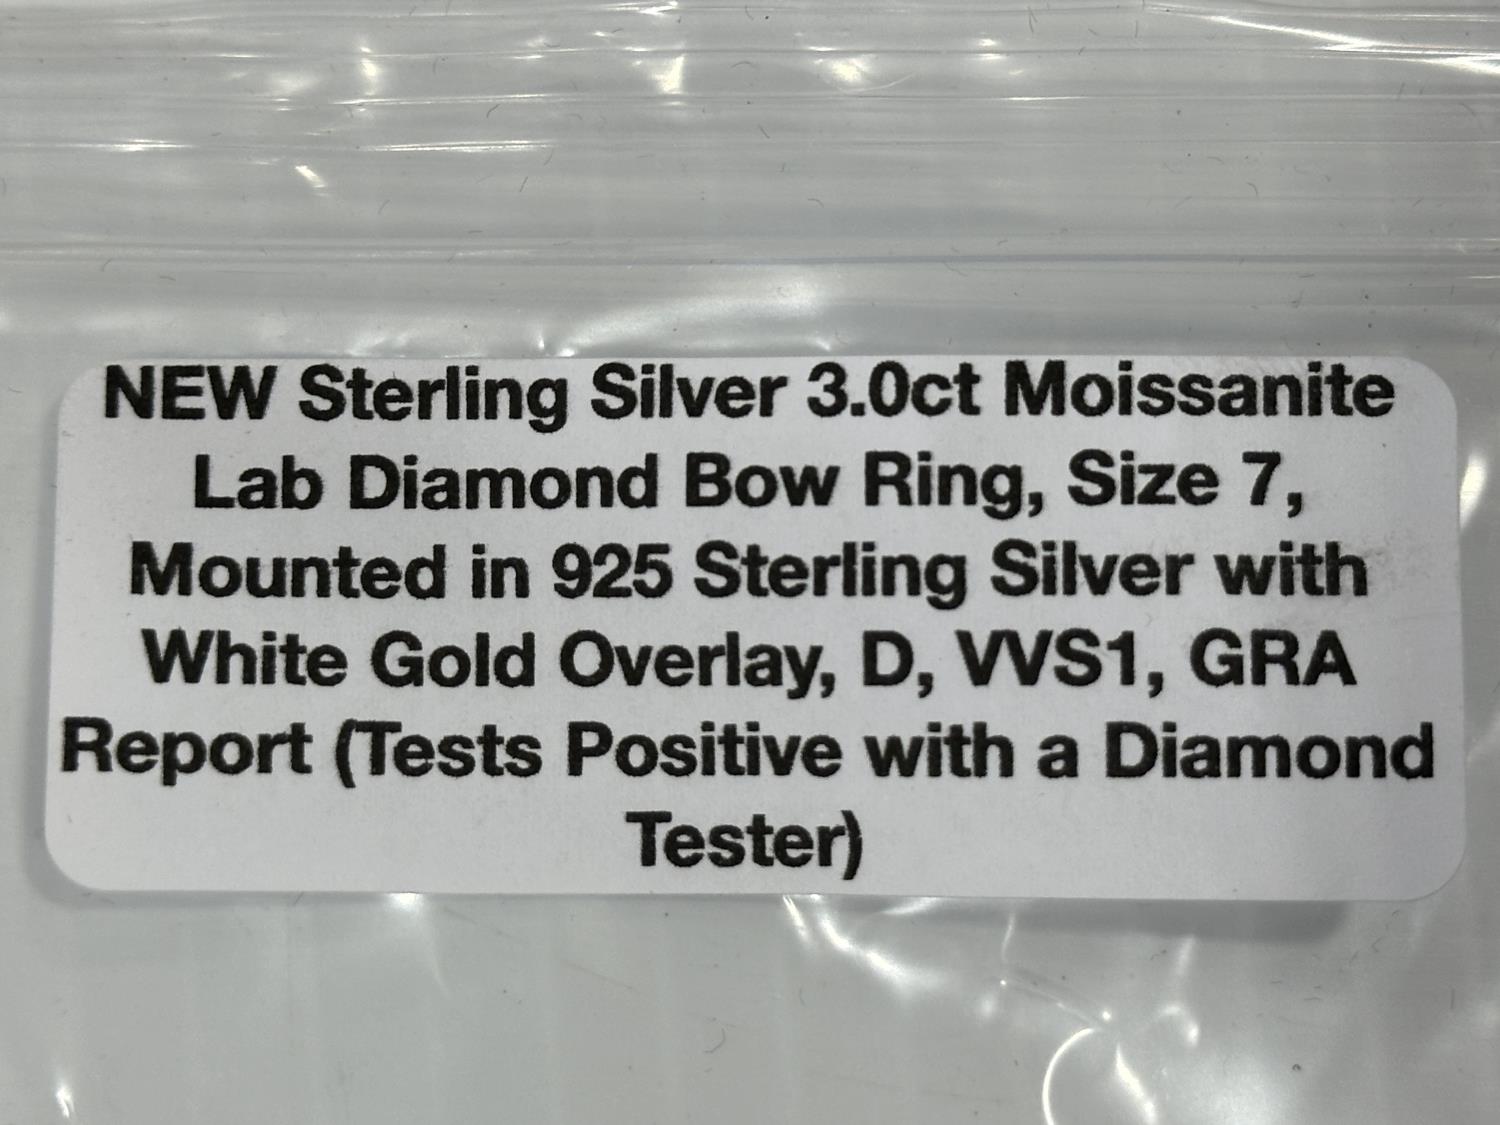 NEW Sterling Silver 3.0ct Moissanite
Lab Diamond Bow Ring, Size 7,
Mounted in 925 Sterling Silver with
White Gold Overlay, D, VVS1, GRA
Report (Tests Positive with a Diamond
Tester)